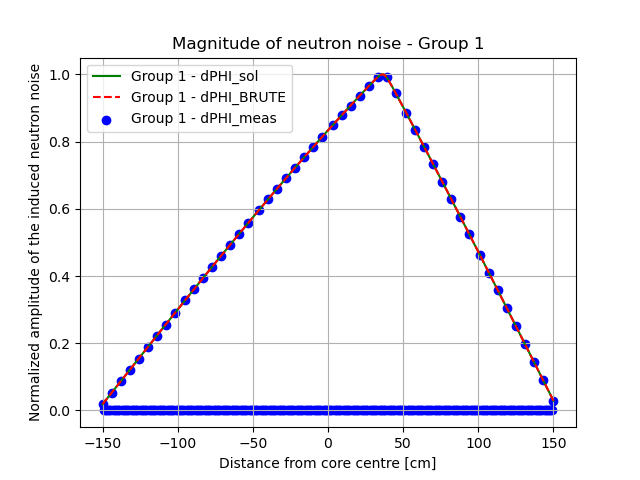 Magnitude of neutron noise - Group 1
Normalized amplitude of the induced neutron noise
1.0
0.8
0.6
0.4
0.2
0.0
Group 1 - dPHI_sol
Group 1 - dPHI_BRUTE
Group 1 - dPHI_meas
−150
−100
−50
0
50
100
150
Distance from core centre [cm]